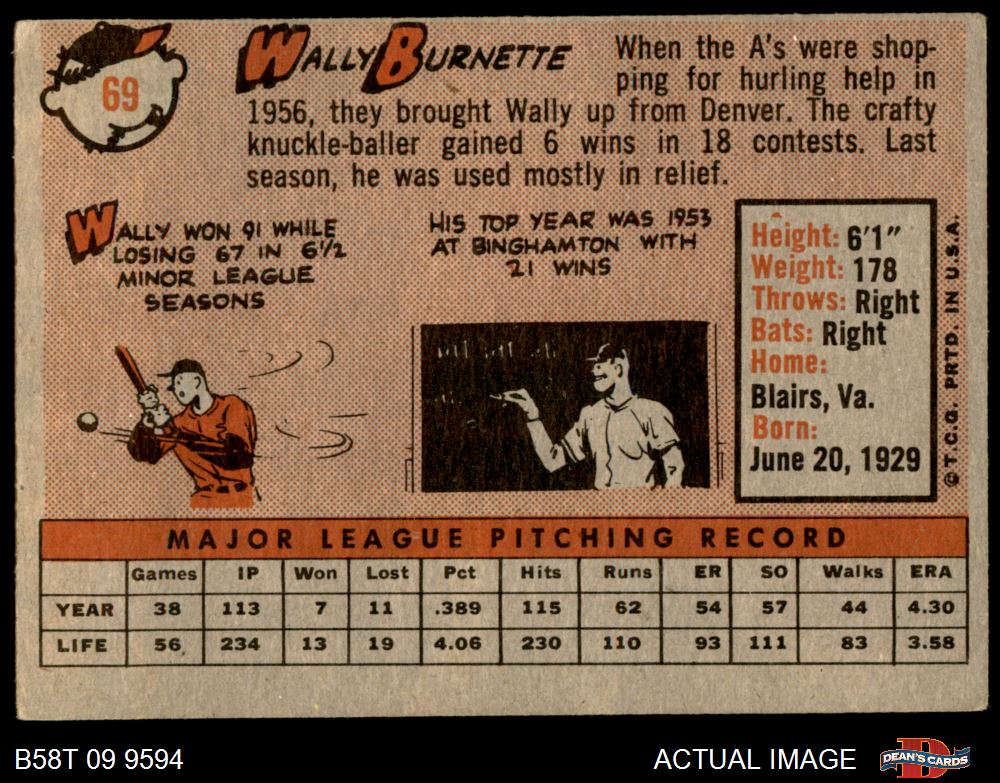 69
WALLY BURNETTE
When the A's were shop-
ping for hurling help in
1956, they brought Wally up from Denver. The crafty
knuckle-baller gained 6 wins in 18 contests. Last
season, he was used mostly in relief.
WALLY WON 91 WHILE
LOSING 67 IN 6½
MINOR LEAGUE
SEASONS
HIS TOP YEAR WAS 1953
AT BINGHAMTON WITH
21 WINS
Height: 6'1"
Weight: 178
Throws: Right
Bats: Right
Home:
Blairs, Va.
Born:
June 20, 1929
© T.C.G. PRTD. IN U.S.A.
MAJOR LEAGUE PITCHING RECORD
Games IP Won Lost Pct Hits Runs ER SO Walks ERA
YEAR 38 113 7 11 .389 115 62 54 57 44 4.30
LIFE 56 234 13 19 4.06 230 110 93 111 83 3.58
B58T 09 9594
ACTUAL IMAGE
DEAN'S CARDS